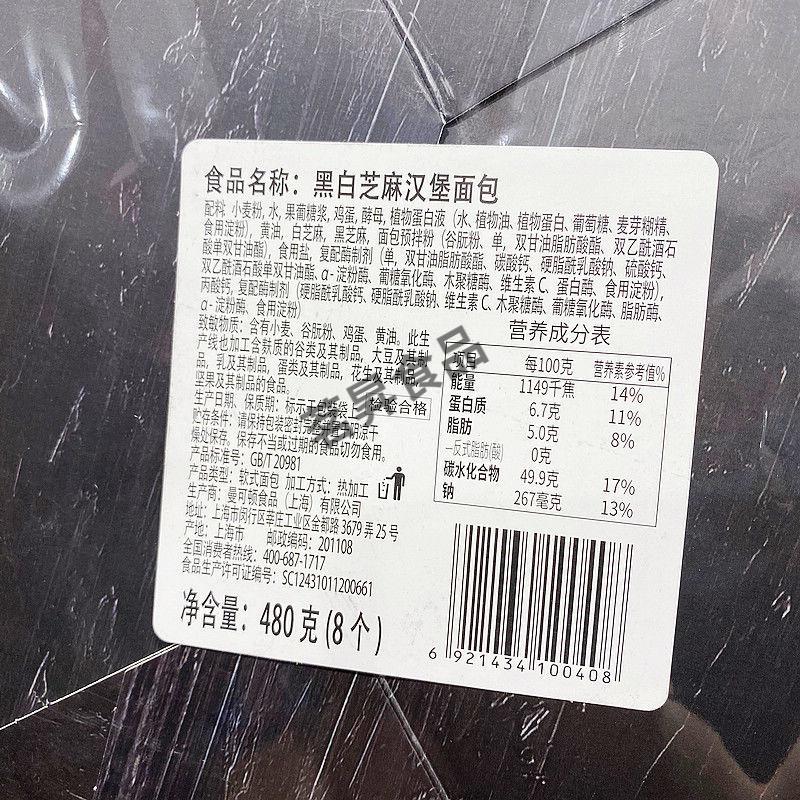 食品名称：黑白芝麻汉堡面包
配料: 小麦粉, 水, 果葡糖浆, 鸡蛋, 酵母, 植物蛋白液（水、植物油、植物蛋白、葡萄糖、麦芽糊精、
食用淀粉）, 黄油, 白芝麻, 黑芝麻, 面包预拌粉（谷朊粉、单, 双甘油脂肪酸酯、双乙酰酒石
酸单双甘油酯）, 食用盐, 复配酶制剂（单, 双甘油脂肪酸酯、碳酸钙、硬脂酰乳酸钠、硫酸钙、
双乙酰酒石酸单双甘油酯、α-淀粉酶、葡糖氧化酶、木聚糖酶、维生素C、蛋白酶、食用淀粉）,
丙酸钙, 复配酶制剂（硬脂酰乳酸钙、硬脂酰乳酸钠、维生素C、木聚糖酶、葡糖氧化酶、脂肪酶、
α-淀粉酶、食用淀粉）
致敏物质：含有小麦、谷朊粉、鸡蛋、黄油。此生
产线也加工含麸质的谷类及其制品，大豆及其制
品，乳及其制品，蛋类及其制品，花生及其制品，
坚果及其制品的食品。
生产日期、保质期：标示于包装袋上 检验合格
贮存条件：请保持包装密封完整并置于阴凉干
燥处保存。保存不当或过期的食品切勿食用。
产品标准号：GB/T 20981
产品类型：软式面包 加工方式：热加工
生产商：曼可顿食品（上海）有限公司
地址：上海市闵行区莘庄工业区金都路3679弄25号
产地：上海市 邮政编码：201108
全国消费者热线：400-687-1717
食品生产许可证编号：SC12431011200661
净含量：480克(8个)
营养成分表
项目 每100克 营养素参考值%
能量 1149千焦 14%
蛋白质 6.7克 11%
脂肪 5.0克 8%
—反式脂肪(酸) 0克
碳水化合物 49.9克 17%
钠 267毫克 13%
6 921434 100408
若昇食品